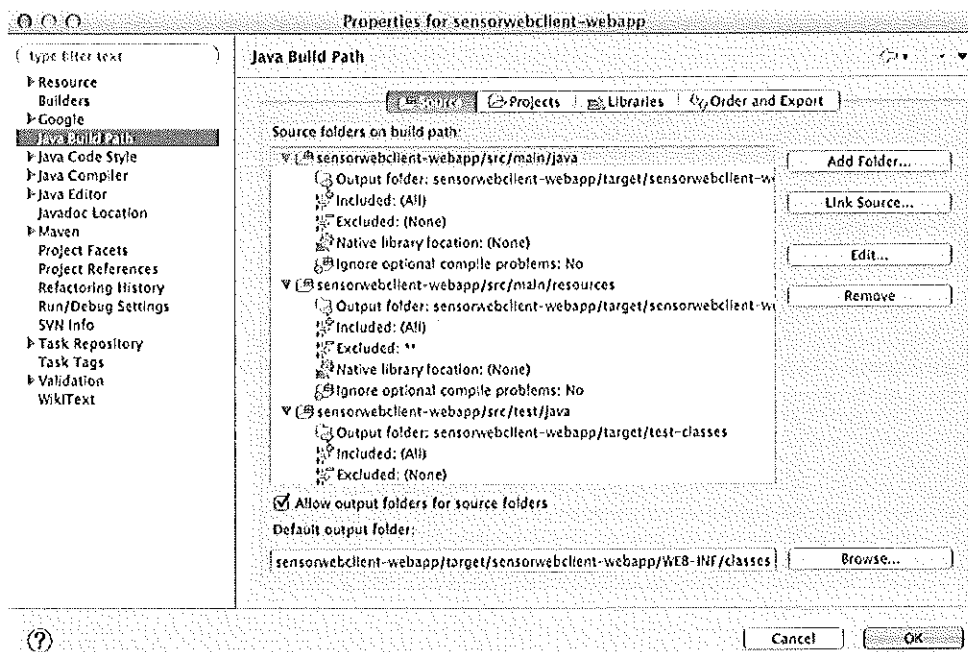 Properties for sensorwebclient-webapp
type filter text
Resource
Builders
Google
Java Build Path
Java Code Style
Java Compiler
Java Editor
Javadoc Location
Maven
Project Facets
Project References
Refactoring History
Run/Debug Settings
SVN Info
Task Repository
Task Tags
Validation
WikiText
Java Build Path
Source Projects Libraries Order and Export
Source folders on build path:
sensorwebclient-webapp/src/main/java
Output folder: sensorwebclient-webapp/target/sensorwebclient-w
Included: (All)
Excluded: (None)
Native library location: (None)
Ignore optional compile problems: No
sensorwebclient-webapp/src/main/resources
Output folder: sensorwebclient-webapp/target/sensorwebclient-w
Included: (All)
Excluded: **
Native library location: (None)
Ignore optional compile problems: No
sensorwebclient-webapp/src/test/java
Output folder: sensorwebclient-webapp/target/test-classes
Included: (All)
Excluded: (None)
Add Folder...
Link Source...
Edit...
Remove
Allow output folders for source folders
Default output folder:
sensorwebclient-webapp/target/sensorwebclient-webapp/WEB-INF/classes
Browse...
?
Cancel
OK